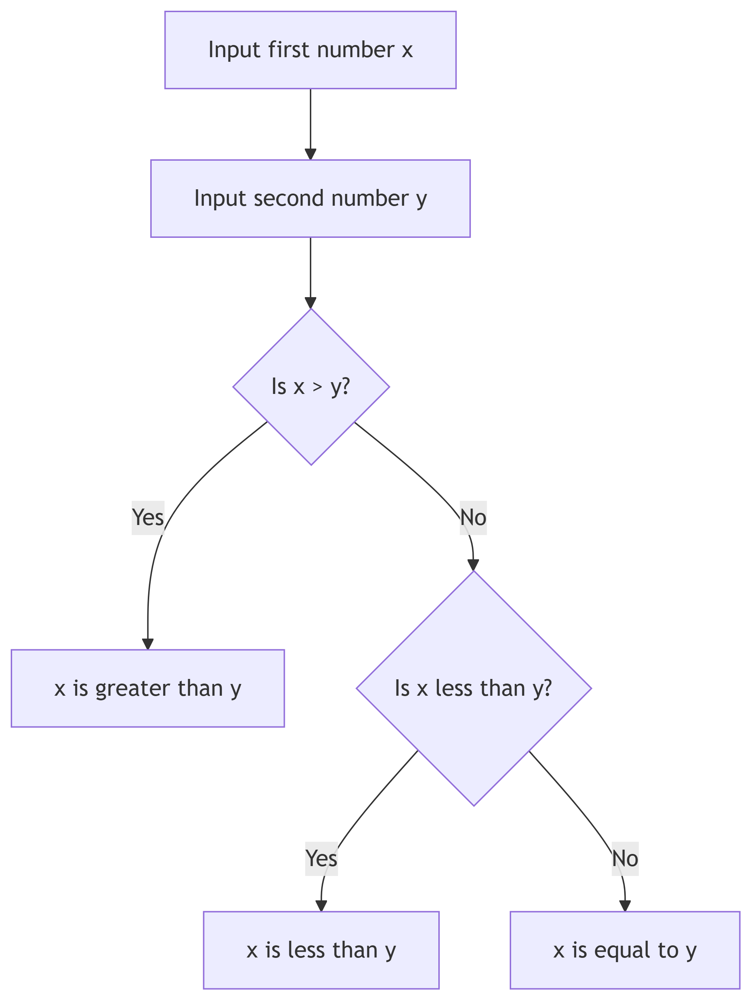 Input first number x
Input second number y
Is x > y?
Yes
No
x is greater than y
Is x less than y?
Yes
No
x is less than y
x is equal to y